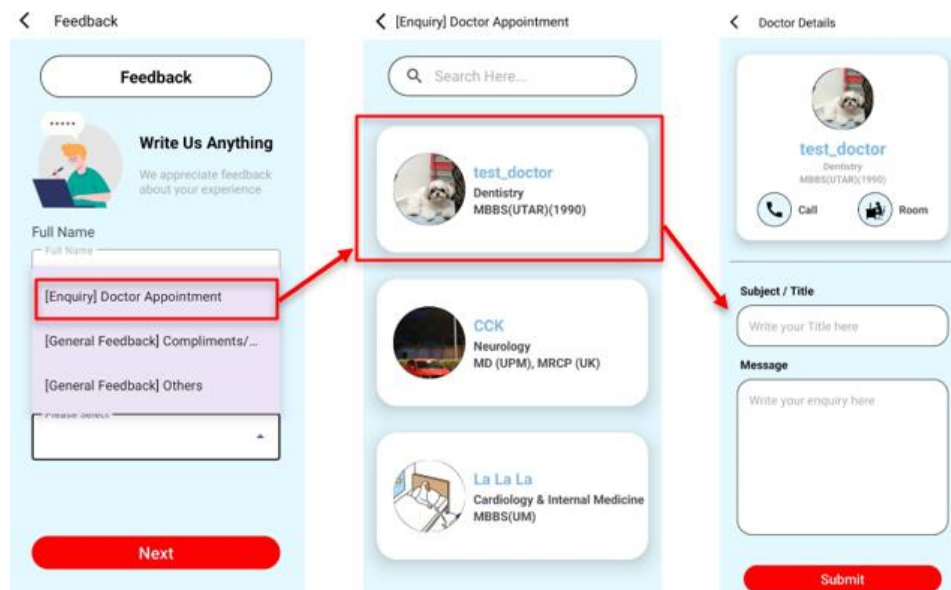 Feedback
Feedback
Write Us Anything
We appreciate feedback
about your experience
Full Name
Full Name
[Enquiry] Doctor Appointment
[General Feedback] Compliments/...
[General Feedback] Others
Please Select
Next
[Enquiry] Doctor Appointment
Search Here...
test_doctor
Dentistry
MBBS(UTAR)(1990)
CCK
Neurology
MD (UPM), MRCP (UK)
La La La
Cardiology & Internal Medicine
MBBS(UM)
Doctor Details
test_doctor
Dentistry
MBBS(UTAR)(1990)
Call
Room
Subject / Title
Write your Title here
Message
Write your enquiry here
Submit